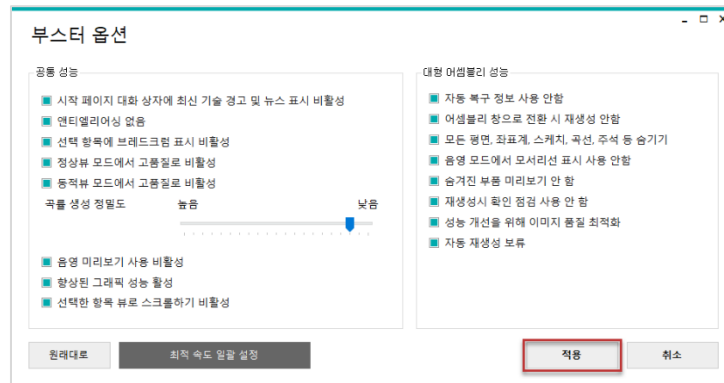 부스터 옵션
공통 성능
시작 페이지 대화 상자에 최신 기술 경고 및 뉴스 표시 비활성
앤티앨리어싱 없음
선택 항목에 브레드크럼 표시 비활성
정상뷰 모드에서 고품질로 비활성
동적뷰 모드에서 고품질로 비활성
곡률 생성 정밀도 높음 낮음
음영 미리보기 사용 비활성
향상된 그래픽 성능 활성
선택한 항목 뷰로 스크롤하기 비활성
대형 어셈블리 성능
자동 복구 정보 사용 안함
어셈블리 창으로 전환 시 재생성 안함
모든 평면, 좌표계, 스케치, 곡선, 주석 등 숨기기
음영 모드에서 모서리선 표시 사용 안함
숨겨진 부품 미리보기 안 함
재생성시 확인 점검 사용 안 함
성능 개선을 위해 이미지 품질 최적화
자동 재생성 보류
원래대로 최적 속도 일괄 설정 적용 취소